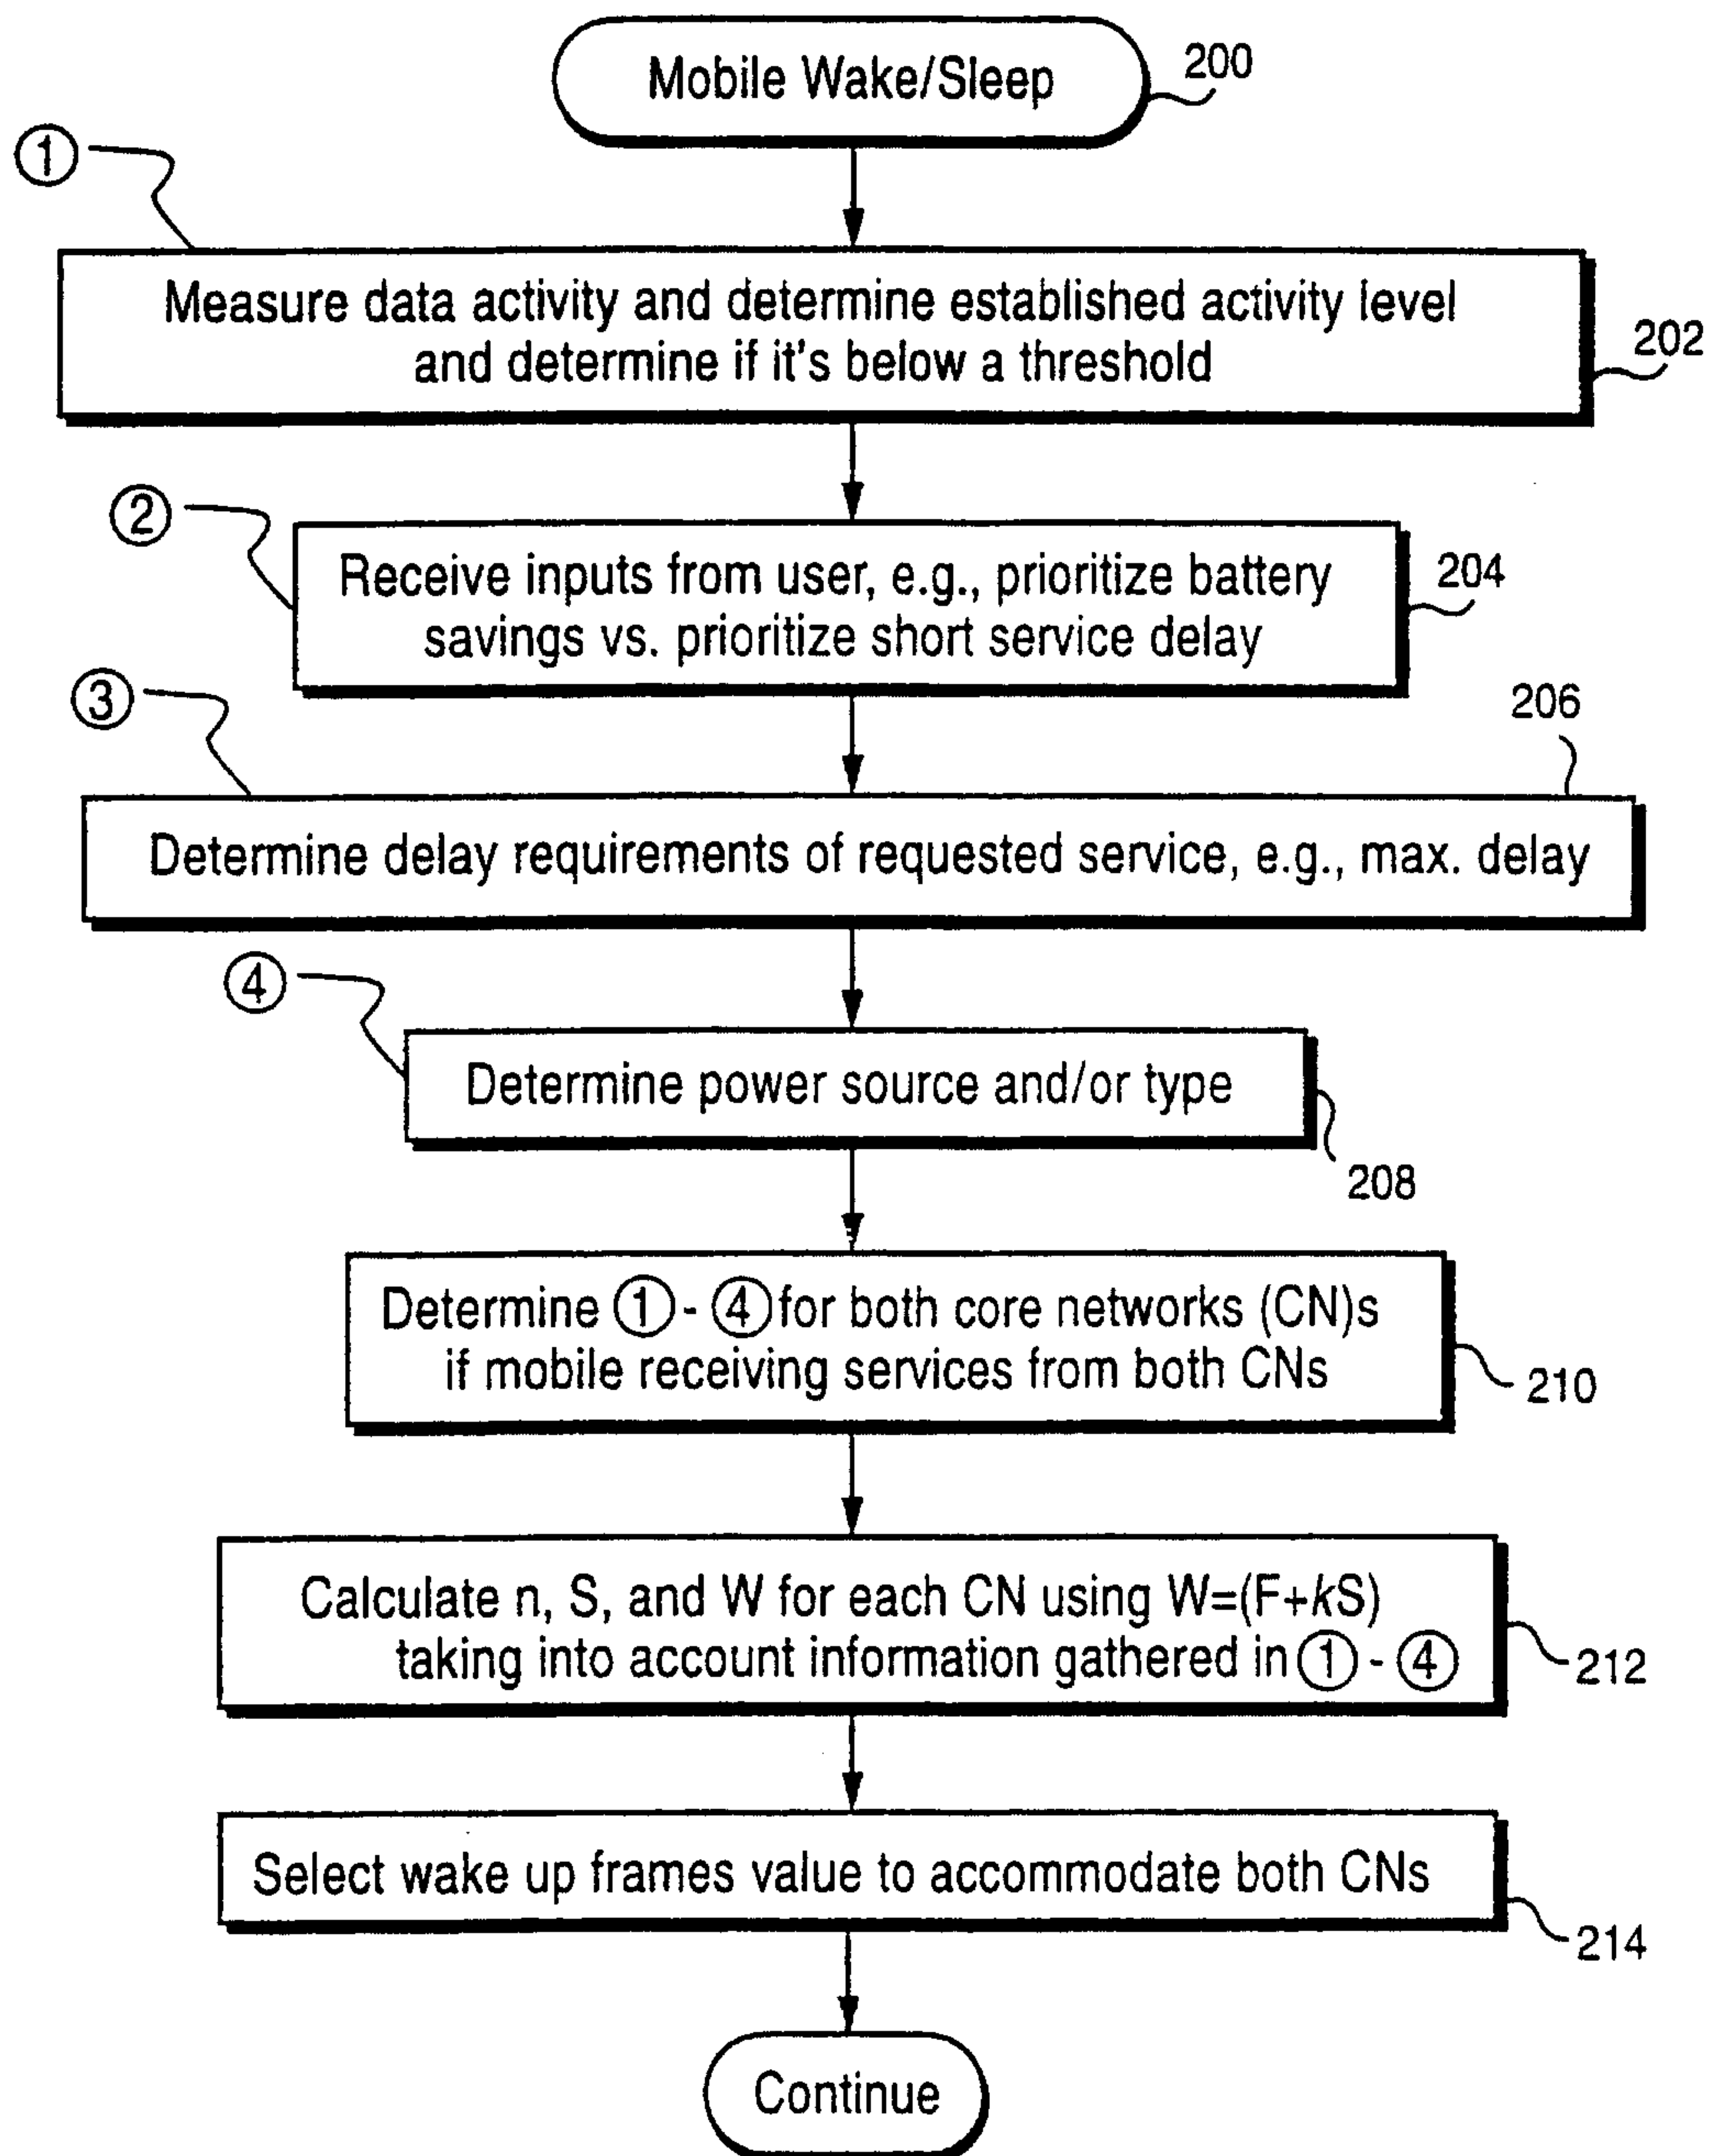 Mobile Wake/Sleep
200
①
Measure data activity and determine established activity level
and determine if it's below a threshold
202
②
Receive inputs from user, e.g., prioritize battery
savings vs. prioritize short service delay
204
③
206
Determine delay requirements of requested service, e.g., max. delay
④
Determine power source and/or type
208
Determine ① - ④ for both core networks (CN)s
if mobile receiving services from both CNs
210
Calculate n, S, and W for each CN using W=(F+kS)
taking into account information gathered in ① - ④
212
Select wake up frames value to accommodate both CNs
214
Continue